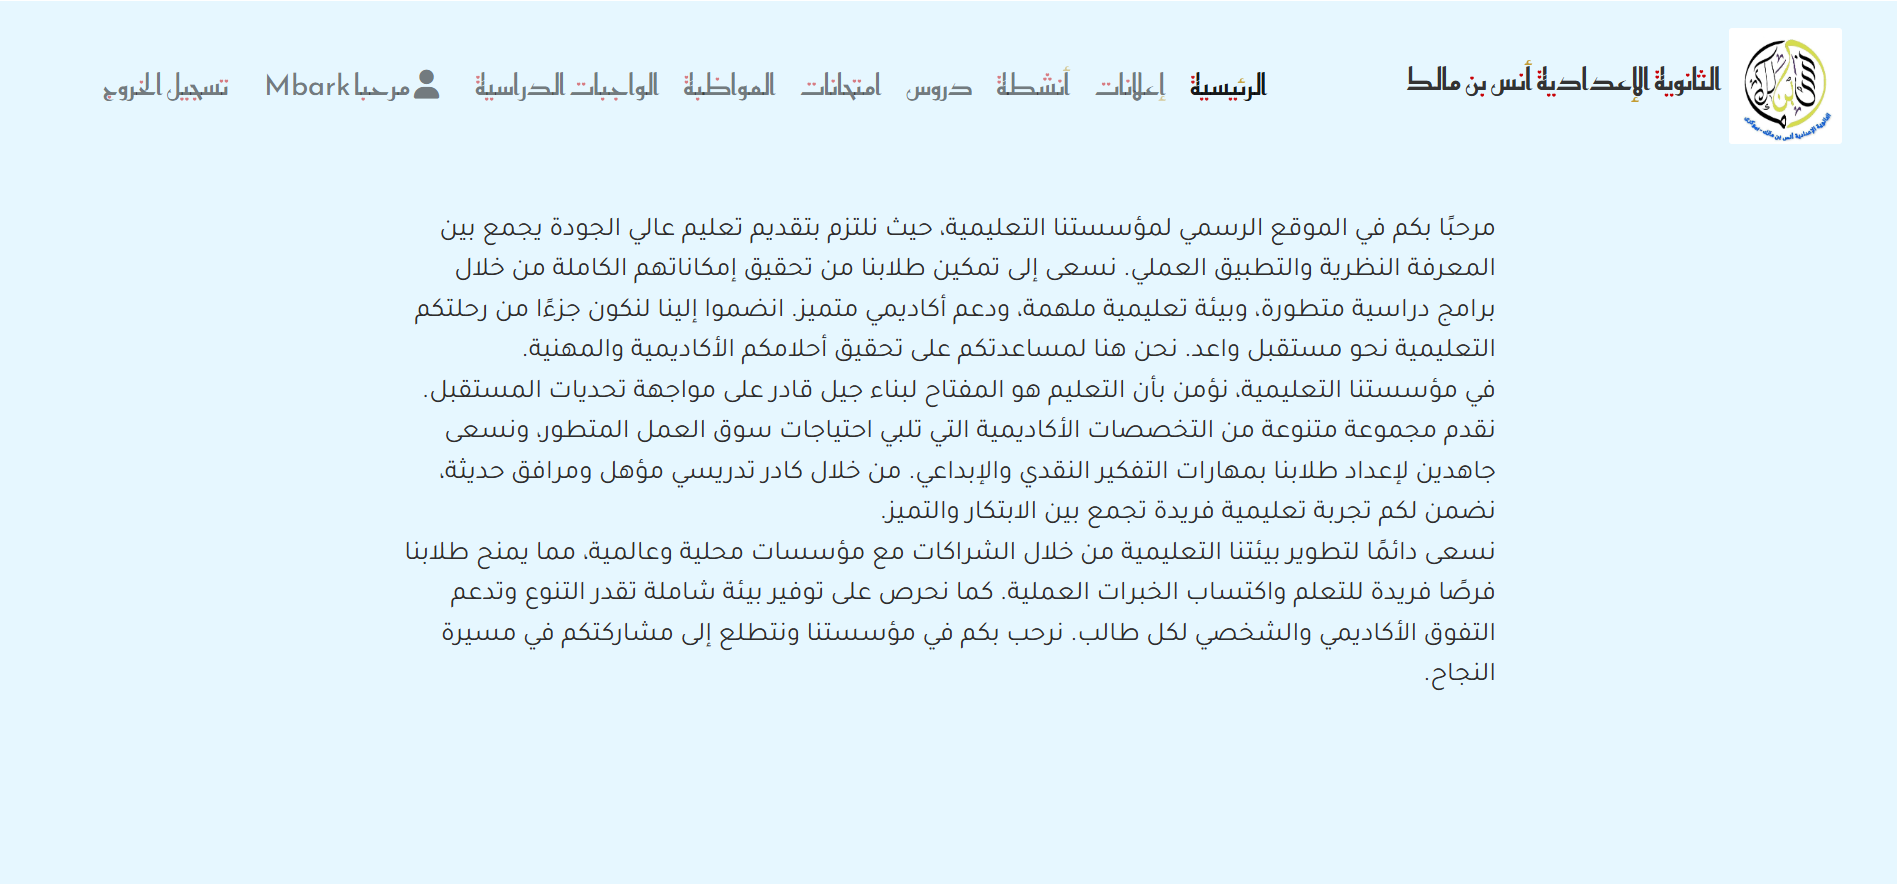 الثانوية الإعدادية أنس بن مالك
الرئيسية إعلانات أنشطة دروس امتحانات المواظبة الواجبات الدراسية مرحبا Mbark تسجيل الخروج
مرحبًا بكم في الموقع الرسمي لمؤسستنا التعليمية، حيث نلتزم بتقديم تعليم عالي الجودة يجمع بين
المعرفة النظرية والتطبيق العملي. نسعى إلى تمكين طلابنا من تحقيق إمكاناتهم الكاملة من خلال
برامج دراسية متطورة، وبيئة تعليمية ملهمة، ودعم أكاديمي متميز. انضموا إلينا لنكون جزءًا من رحلتكم
التعليمية نحو مستقبل واعد. نحن هنا لمساعدتكم على تحقيق أحلامكم الأكاديمية والمهنية.
في مؤسستنا التعليمية، نؤمن بأن التعليم هو المفتاح لبناء جيل قادر على مواجهة تحديات المستقبل.
نقدم مجموعة متنوعة من التخصصات الأكاديمية التي تلبي احتياجات سوق العمل المتطور، ونسعى
جاهدين لإعداد طلابنا بمهارات التفكير النقدي والإبداعي. من خلال كادر تدريسي مؤهل ومرافق حديثة،
نضمن لكم تجربة تعليمية فريدة تجمع بين الابتكار والتميز.
نسعى دائمًا لتطوير بيئتنا التعليمية من خلال الشراكات مع مؤسسات محلية وعالمية، مما يمنح طلابنا
فرصًا فريدة للتعلم واكتساب الخبرات العملية. كما نحرص على توفير بيئة شاملة تقدر التنوع وتدعم
التفوق الأكاديمي والشخصي لكل طالب. نرحب بكم في مؤسستنا ونتطلع إلى مشاركتكم في مسيرة
النجاح.